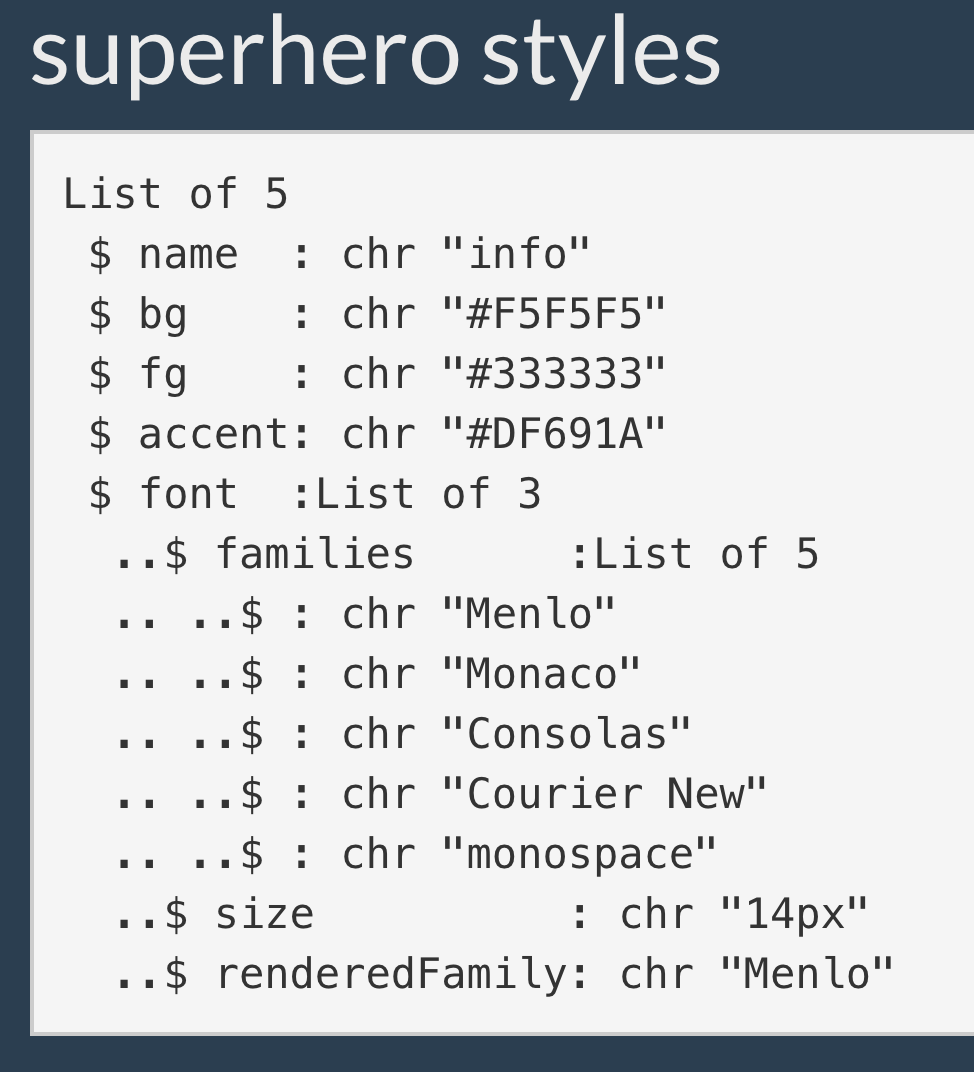 superhero styles
List of 5
 $ name  : chr "info"
 $ bg    : chr "#F5F5F5"
 $ fg    : chr "#333333"
 $ accent: chr "#DF691A"
 $ font  :List of 3
  ..$ families      :List of 5
  .. ..$ : chr "Menlo"
  .. ..$ : chr "Monaco"
  .. ..$ : chr "Consolas"
  .. ..$ : chr "Courier New"
  .. ..$ : chr "monospace"
  ..$ size          : chr "14px"
  ..$ renderedFamily: chr "Menlo"